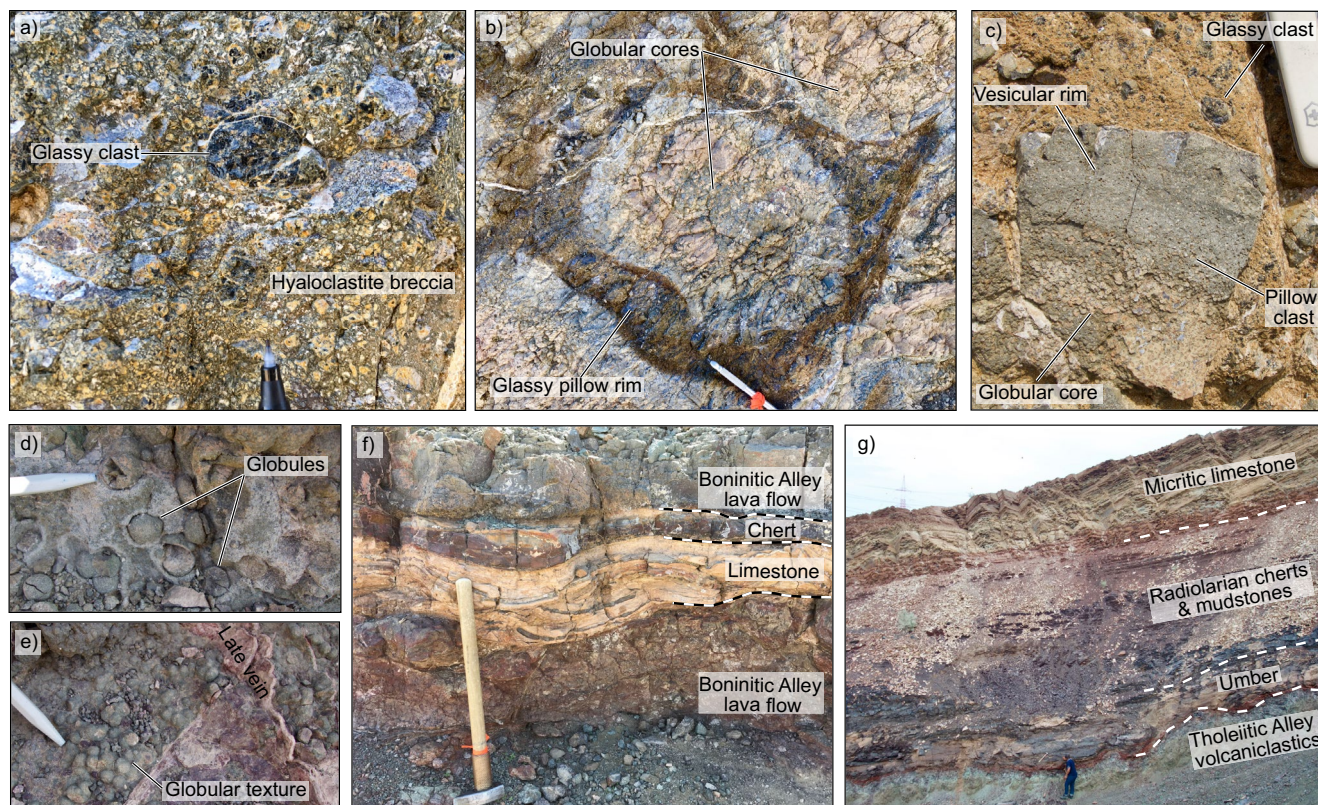 a)
Glassy clast
Hyaloclastite breccia
b)
Globular cores
Glassy pillow rim
c)
Glassy clast
Vesicular rim
Pillow
clast
Globular core
d)
Globules
e)
Late vein
Globular texture
f)
Boninitic Alley
lava flow
Chert
Limestone
Boninitic Alley
lava flow
g)
Micritic limestone
Radiolarian cherts
& mudstones
Umber
Tholeiitic Alley
volcaniclastics